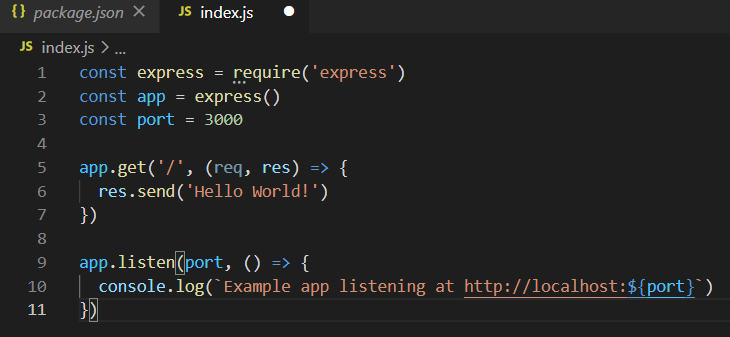 {} package.json ×
JS index.js ●
JS index.js > ...
1 const express = require('express')
2 const app = express()
3 const port = 3000
4
5 app.get('/', (req, res) => {
6   res.send('Hello World!')
7 })
8
9 app.listen(port, () => {
10   console.log(`Example app listening at http://localhost:${port}`)
11 })